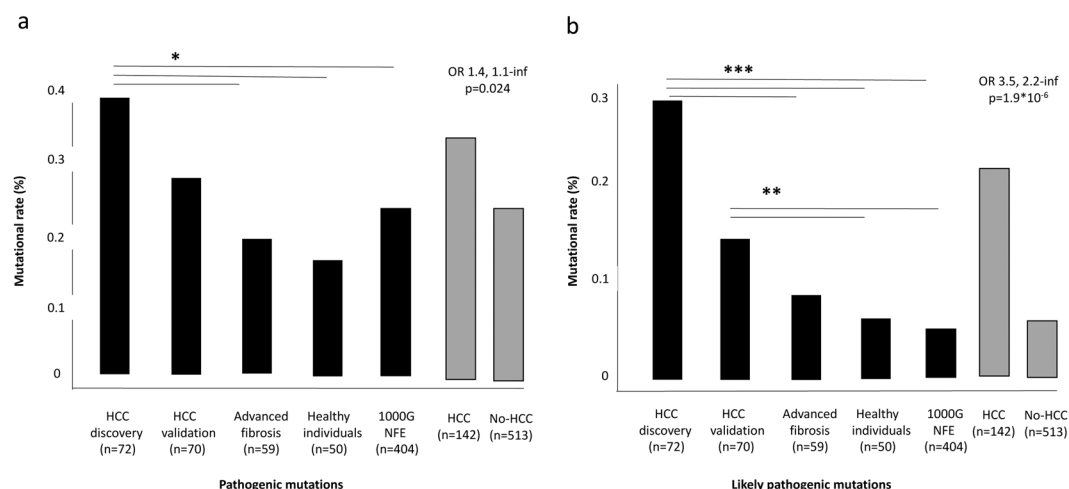 a
*
OR 1.4, 1.1-inf
p=0.024
0.4
0.3
0.2
0.1
0
Mutational rate (%)
HCC discovery (n=72)
HCC validation (n=70)
Advanced fibrosis (n=59)
Healthy individuals (n=50)
1000G NFE (n=404)
HCC (n=142)
No-HCC (n=513)
Pathogenic mutations
b
***
**
OR 3.5, 2.2-inf
p=1.9*10⁻⁶
0.3
0.2
0.1
0
Mutational rate (%)
HCC discovery (n=72)
HCC validation (n=70)
Advanced fibrosis (n=59)
Healthy individuals (n=50)
1000G NFE (n=404)
HCC (n=142)
No-HCC (n=513)
Likely pathogenic mutations